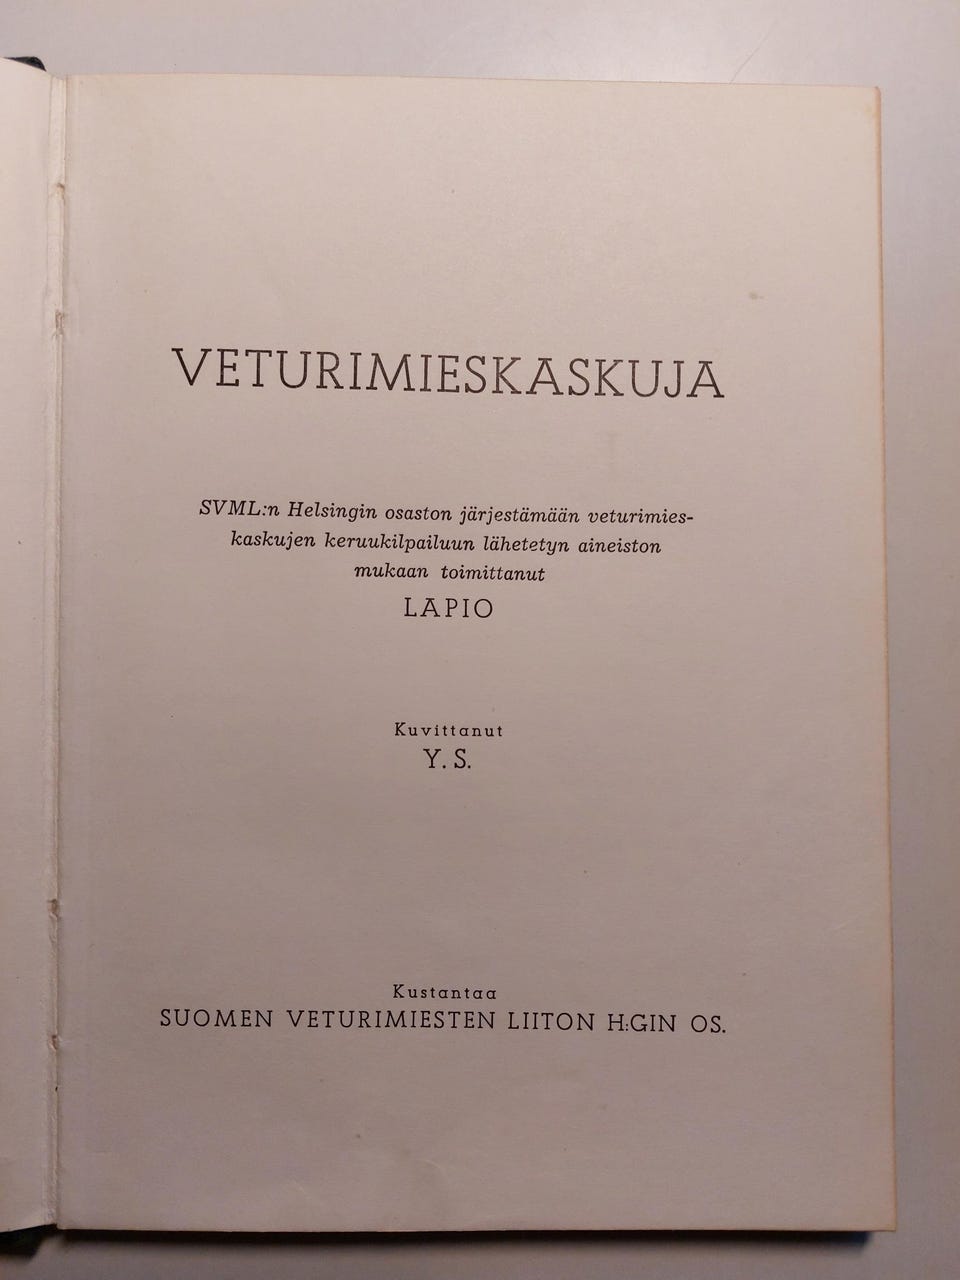 VETURIMIESKASKUJA
SVML:n Helsingin osaston järjestämään veturimies-
kaskujen keruukilpailuun lähetetyn aineiston
mukaan toimittanut
LAPIO
Kuvittanut
Y. S.
Kustantaa
SUOMEN VETURIMIESTEN LIITON H:GIN OS.